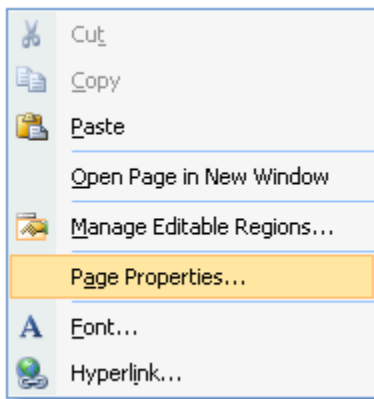 Cut
Copy
Paste
Open Page in New Window
Manage Editable Regions...
Page Properties...
Font...
Hyperlink...